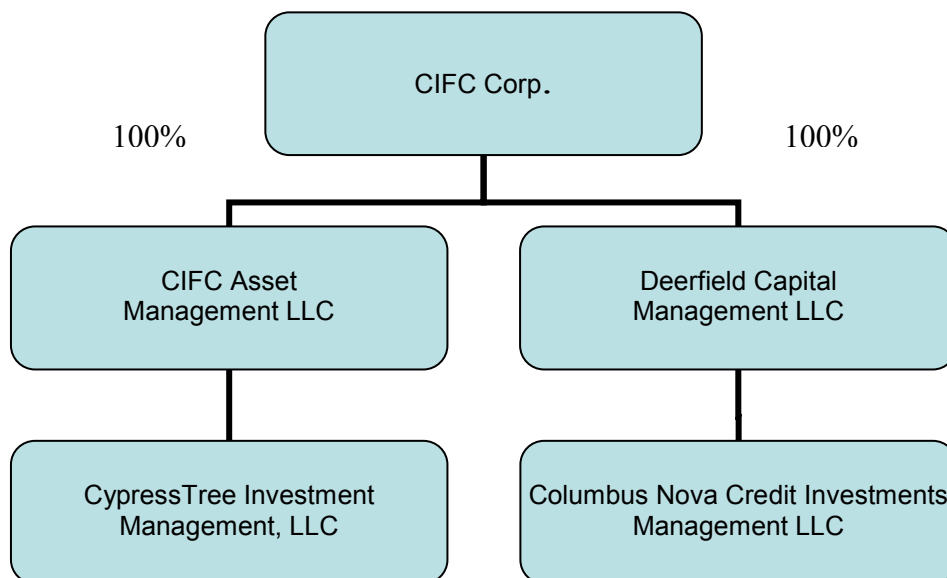 CIFC Corp.
100%
100%
CIFC Asset
Management LLC
Deerfield Capital
Management LLC
CypressTree Investment
Management, LLC
Columbus Nova Credit Investments
Management LLC